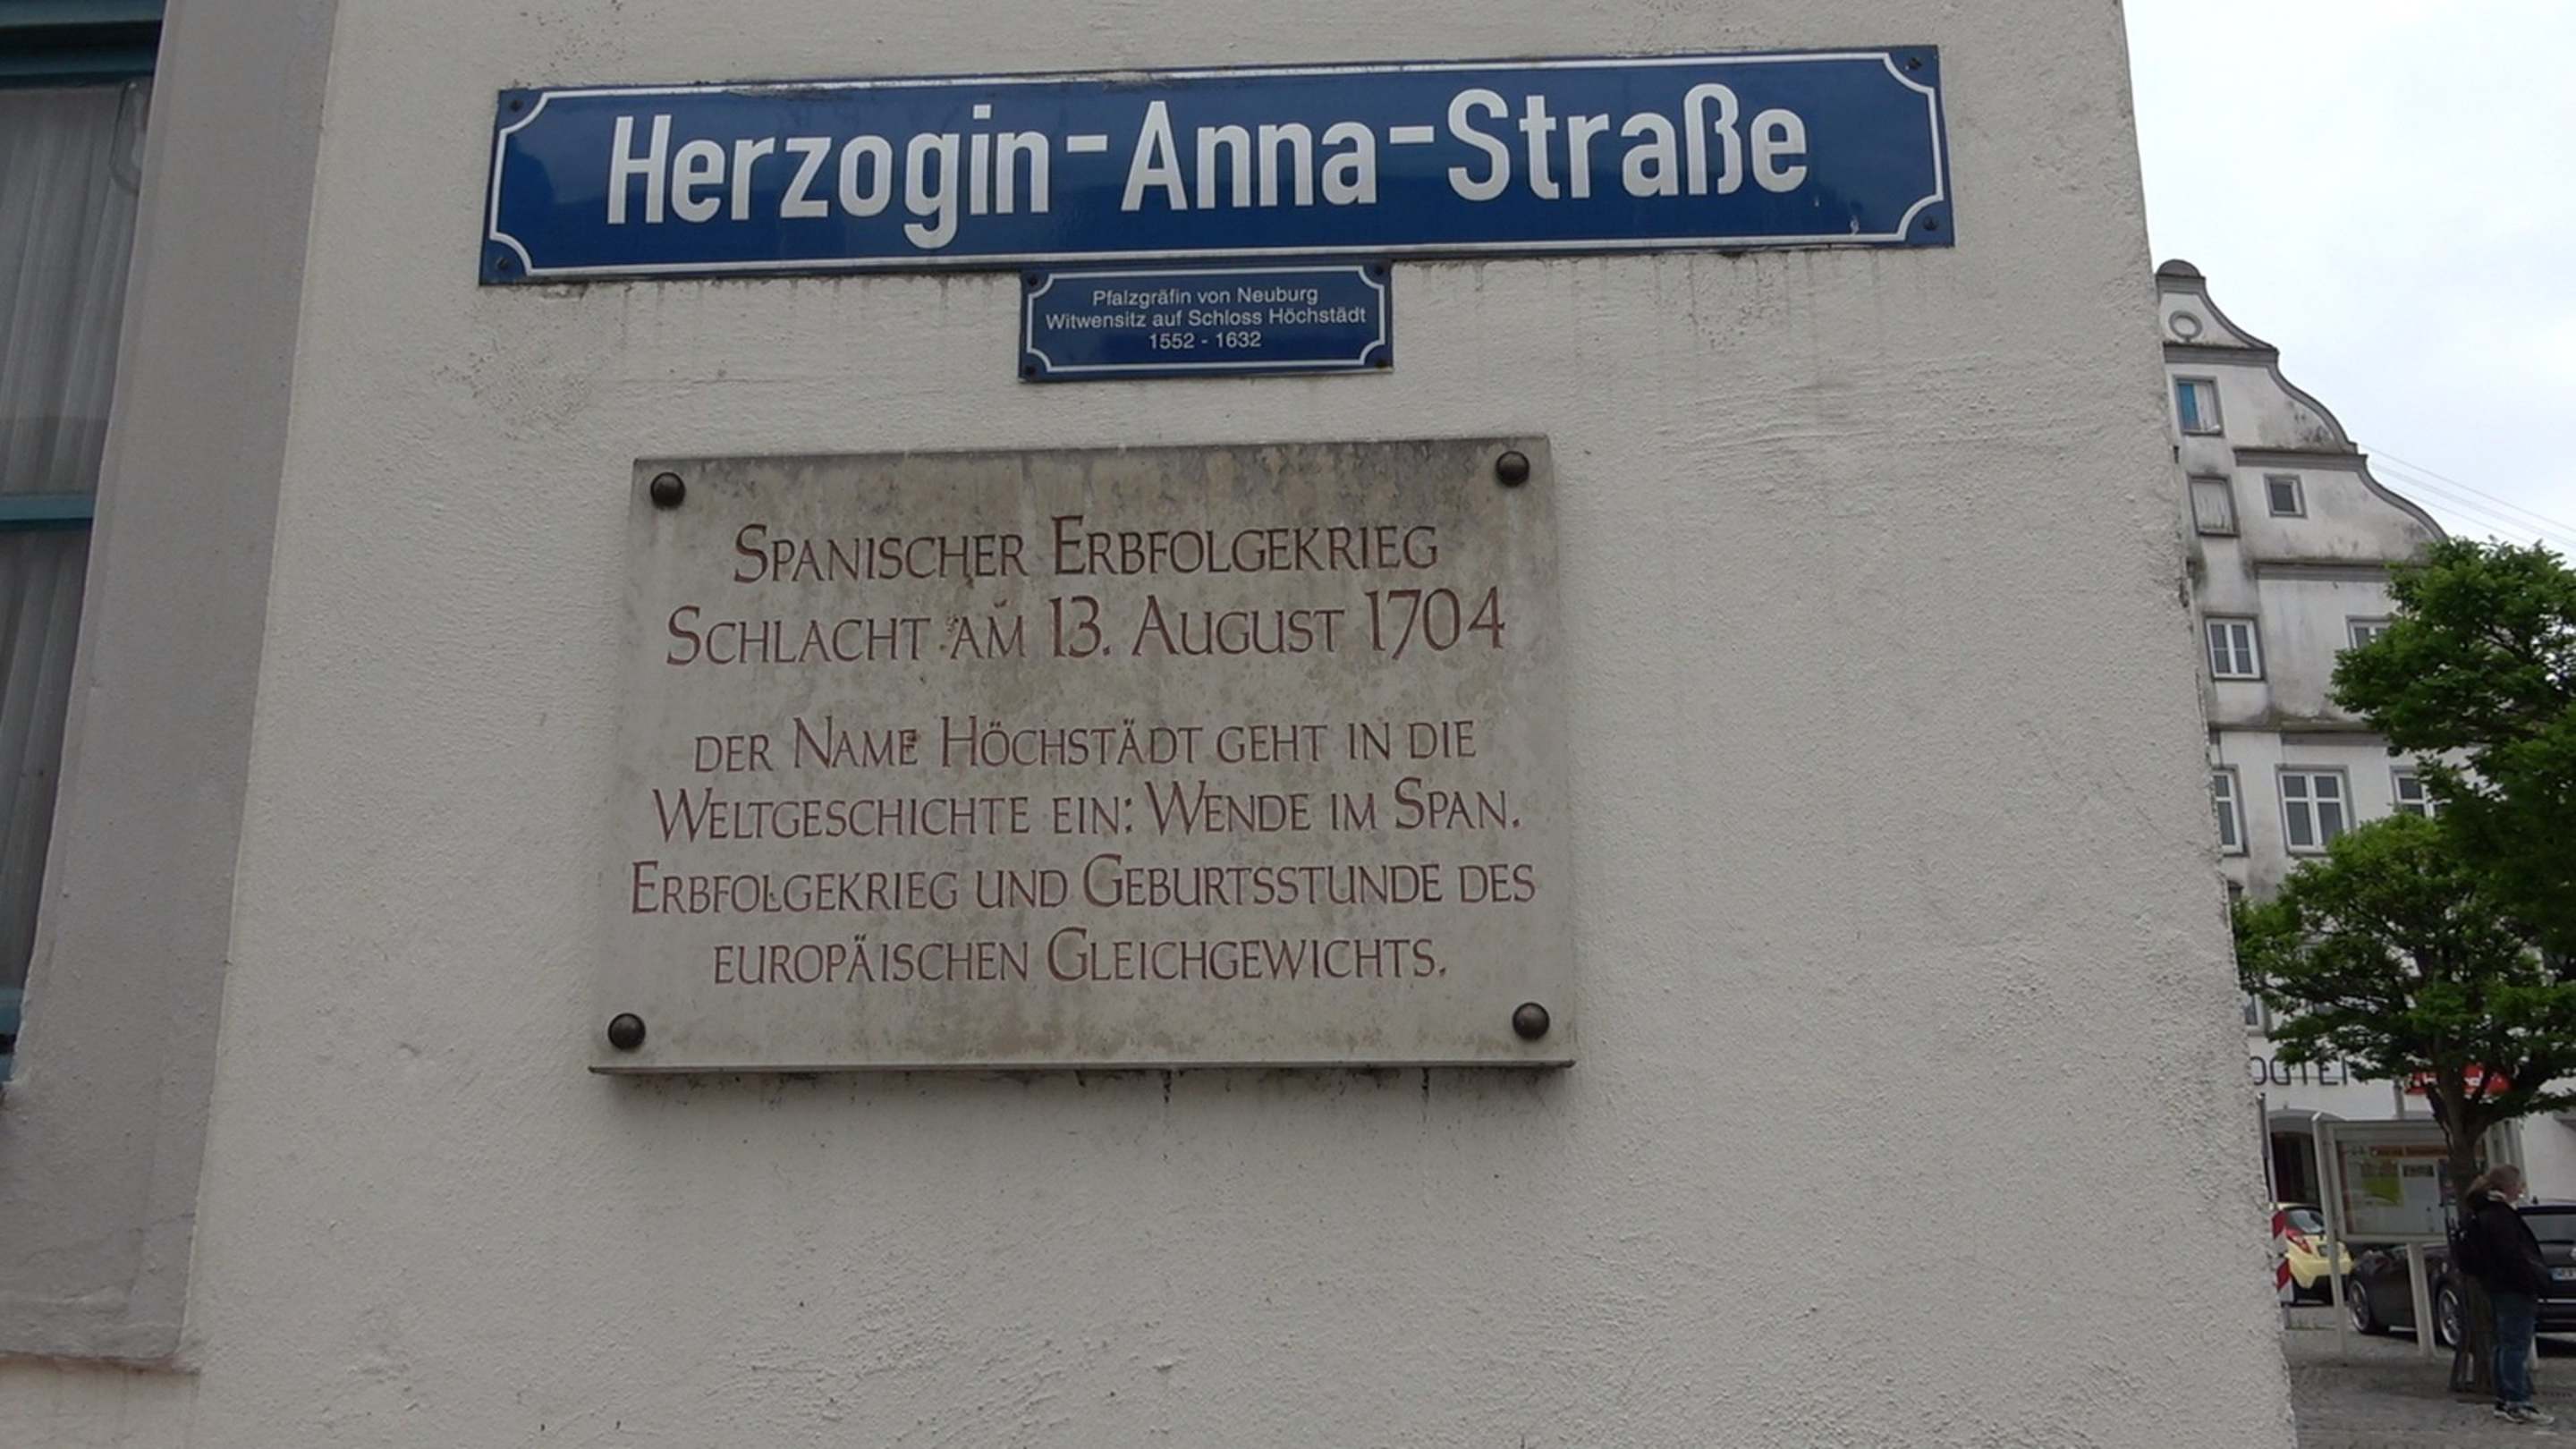 Herzogin-Anna-Straße
Pfalzgräfin von Neuburg
Witwensitz auf Schloss Höchstädt
1552 - 1632
SPANISCHER ERBFOLGEKRIEG
SCHLACHT AM 13. AUGUST 1704
DER NAME HÖCHSTÄDT GEHT IN DIE
WELTGESCHICHTE EIN: WENDE IM SPAN.
ERBFOLGEKRIEG UND GEBURTSSTUNDE DES
EUROPÄISCHEN GLEICHGEWICHTS.